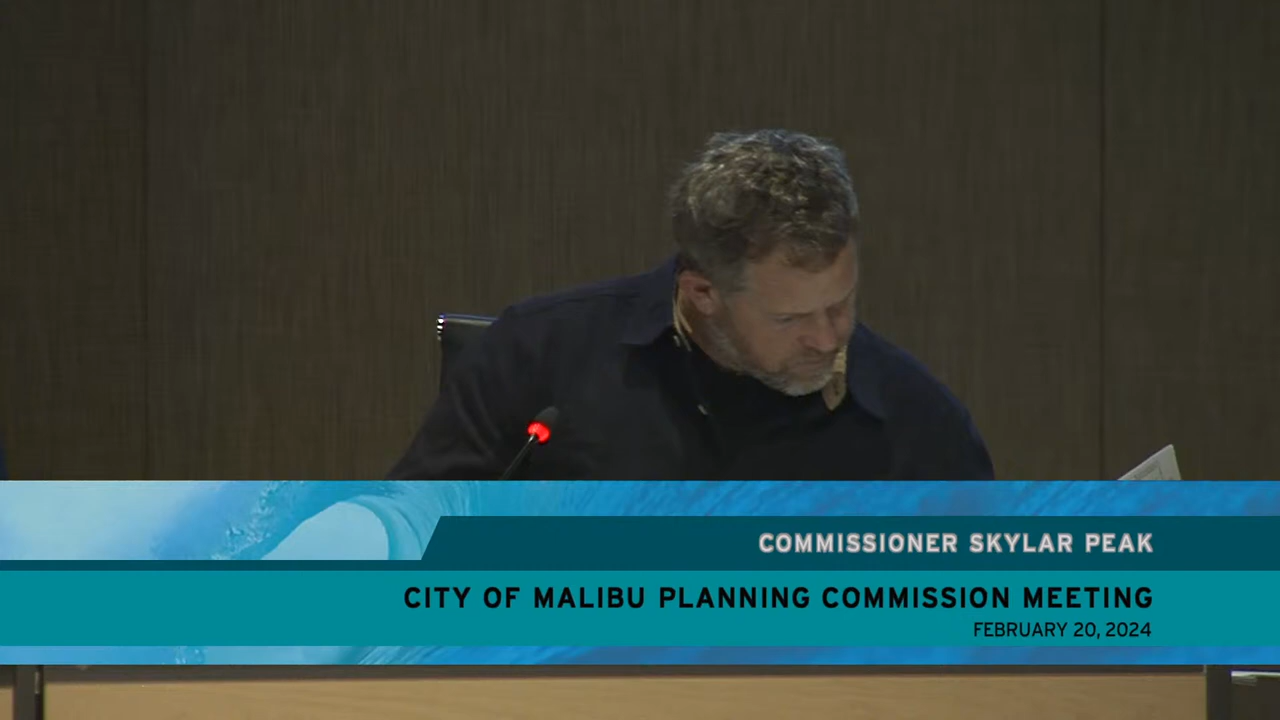 COMMISSIONER SKYLAR PEAK
CITY OF MALIBU PLANNING COMMISSION MEETING
FEBRUARY 20, 2024